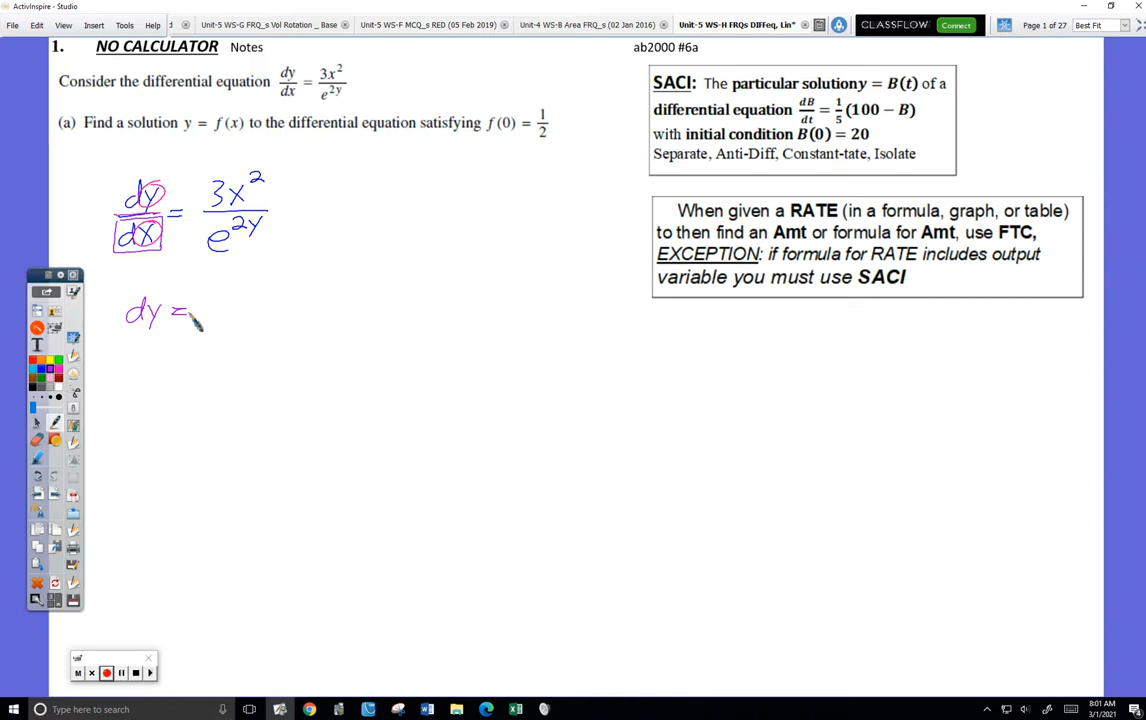 ActivInspire - Studio
File Edit View Insert Tools Help
Unit-5 WS-G FRQ_s Vol Rotation _ Base*
Unit-5 WS-F MCQ_s RED (05 Feb 2019)
Unit-4 WS-B Area FRQ_s (02 Jan 2016)
Unit-5 WS-H FRQs DIFFeq, Lin*
CLASSFLOW Connect
Page 1 of 27
Best Fit
1. NO CALCULATOR Notes
ab2000 #6a
Consider the differential equation dy/dx = 3x²/e^(2y)
(a) Find a solution y = f(x) to the differential equation satisfying f(0) = 1/2
SACI: The particular solutiony = B(t) of a
differential equation dB/dt = 1/5 (100 − B)
with initial condition B(0) = 20
Separate, Anti-Diff, Constant-tate, Isolate
When given a RATE (in a formula, graph, or table)
to then find an Amt or formula for Amt, use FTC,
EXCEPTION: if formula for RATE includes output
variable you must use SACI
dy/dx = 3x²/e^(2y)
dy =
M
Type here to search
8:01 AM
3/1/2021